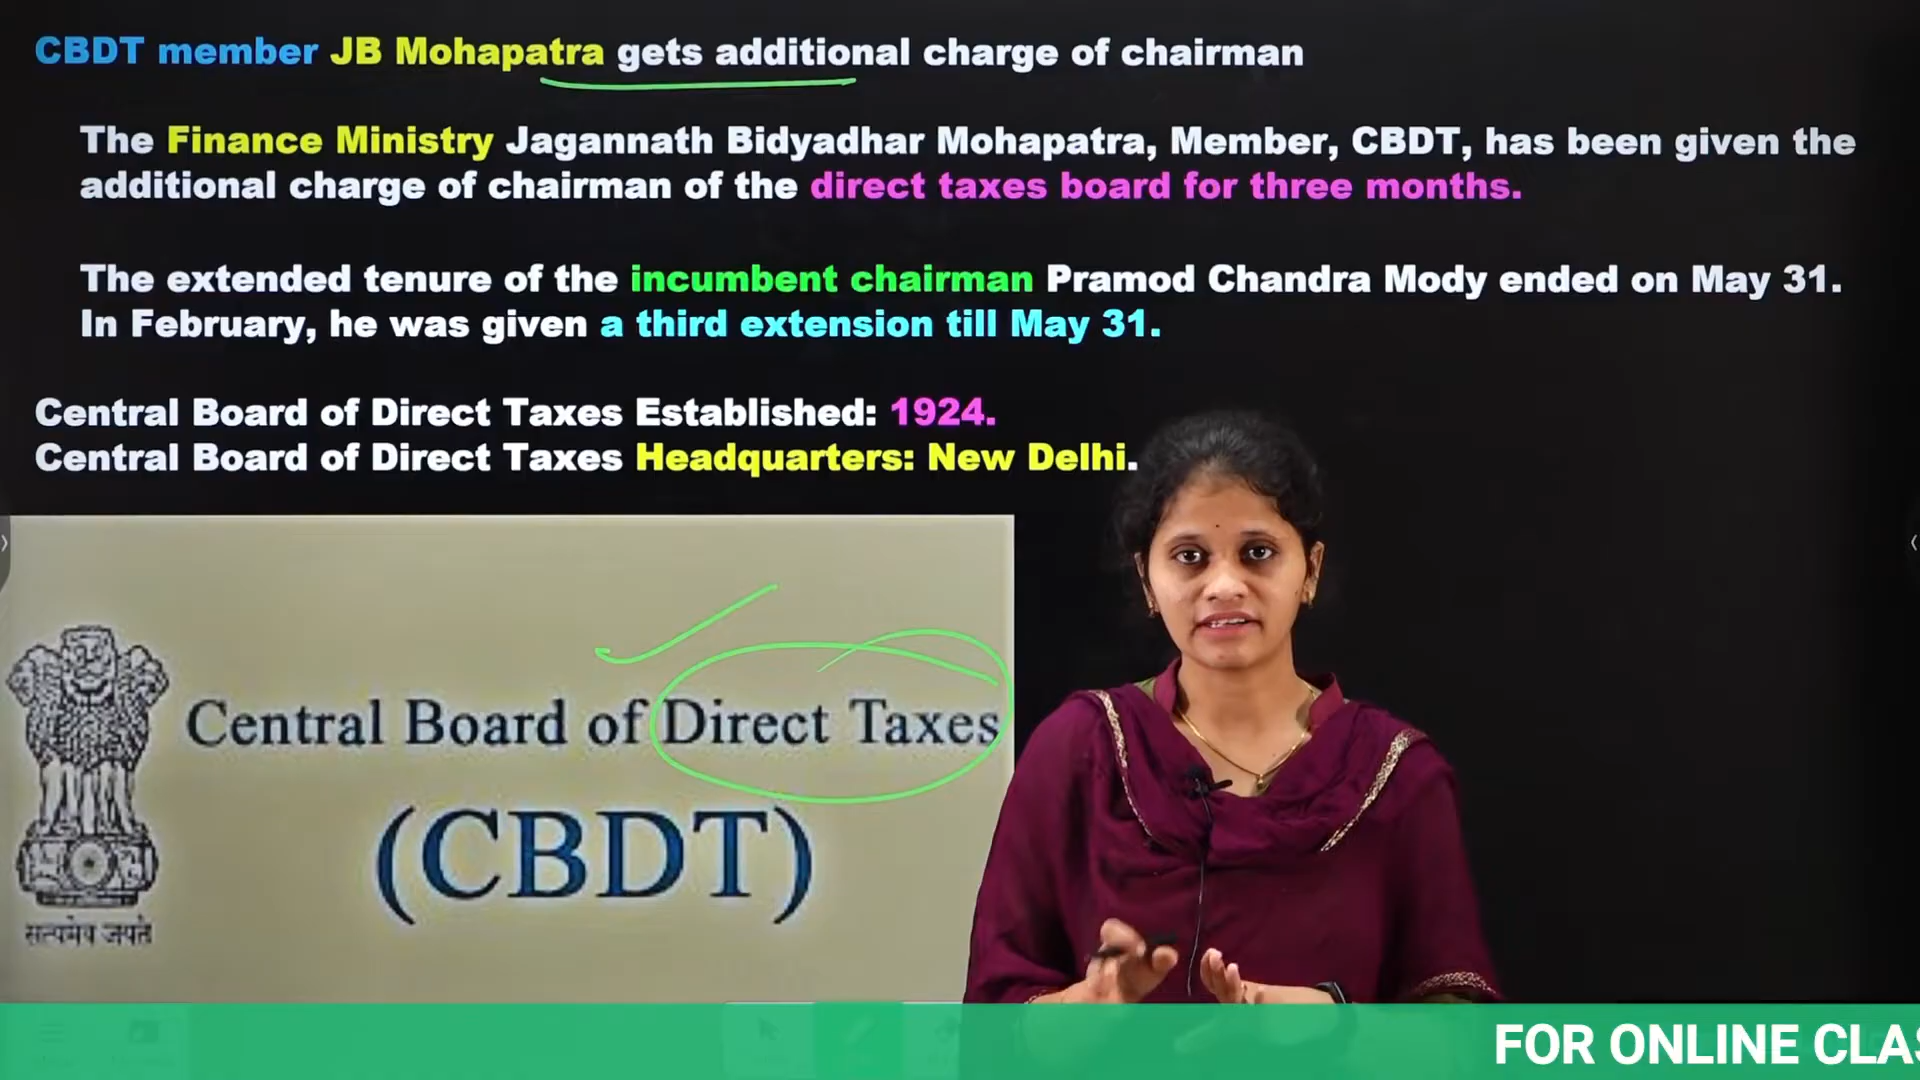 CBDT member JB Mohapatra gets additional charge of chairman
The Finance Ministry Jagannath Bidyadhar Mohapatra, Member, CBDT, has been given the
additional charge of chairman of the direct taxes board for three months.
The extended tenure of the incumbent chairman Pramod Chandra Mody ended on May 31.
In February, he was given a third extension till May 31.
Central Board of Direct Taxes Established: 1924.
Central Board of Direct Taxes Headquarters: New Delhi.
Central Board of Direct Taxes
(CBDT)
सत्यमेव जयते
FOR ONLINE CLAS